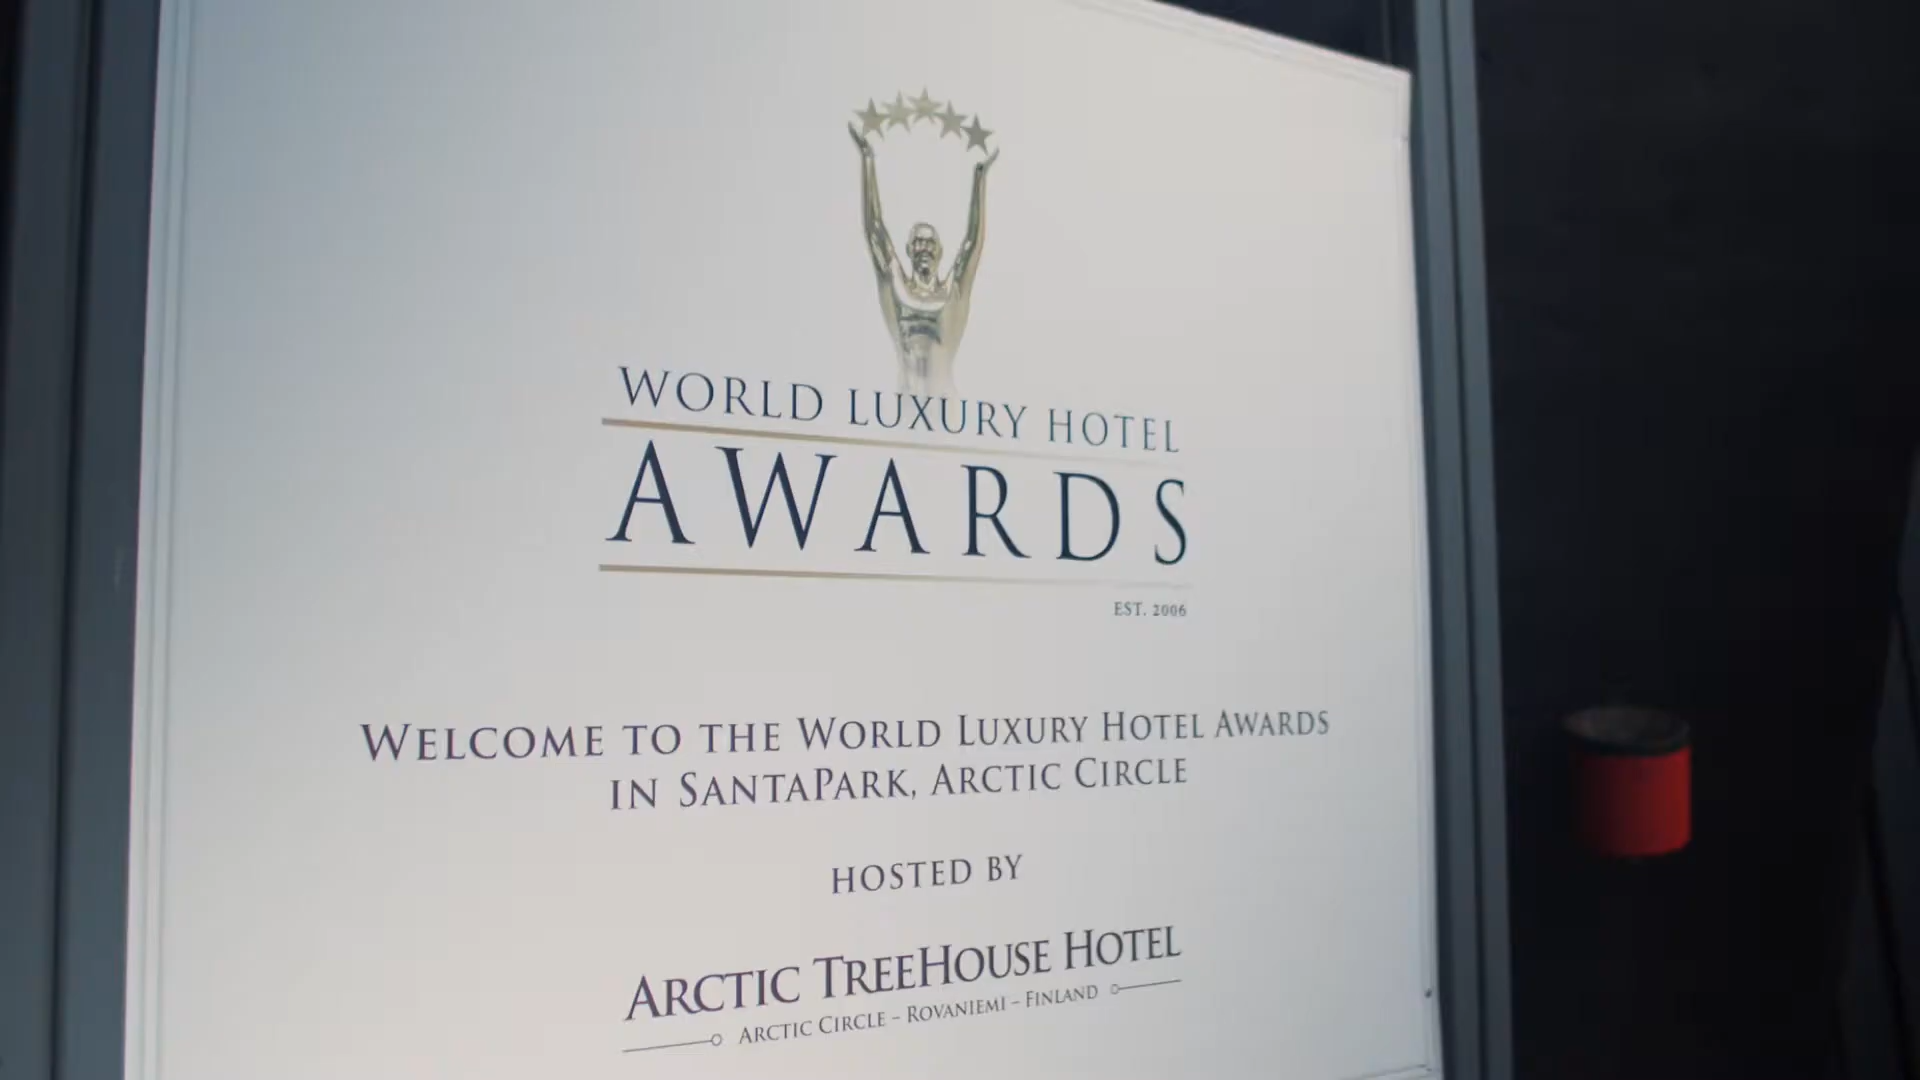 WORLD LUXURY HOTEL
AWARDS
EST. 2006
WELCOME TO THE WORLD LUXURY HOTEL AWARDS
IN SANTAPARK, ARCTIC CIRCLE
HOSTED BY
ARCTIC TREEHOUSE HOTEL
ARCTIC CIRCLE – ROVANIEMI – FINLAND